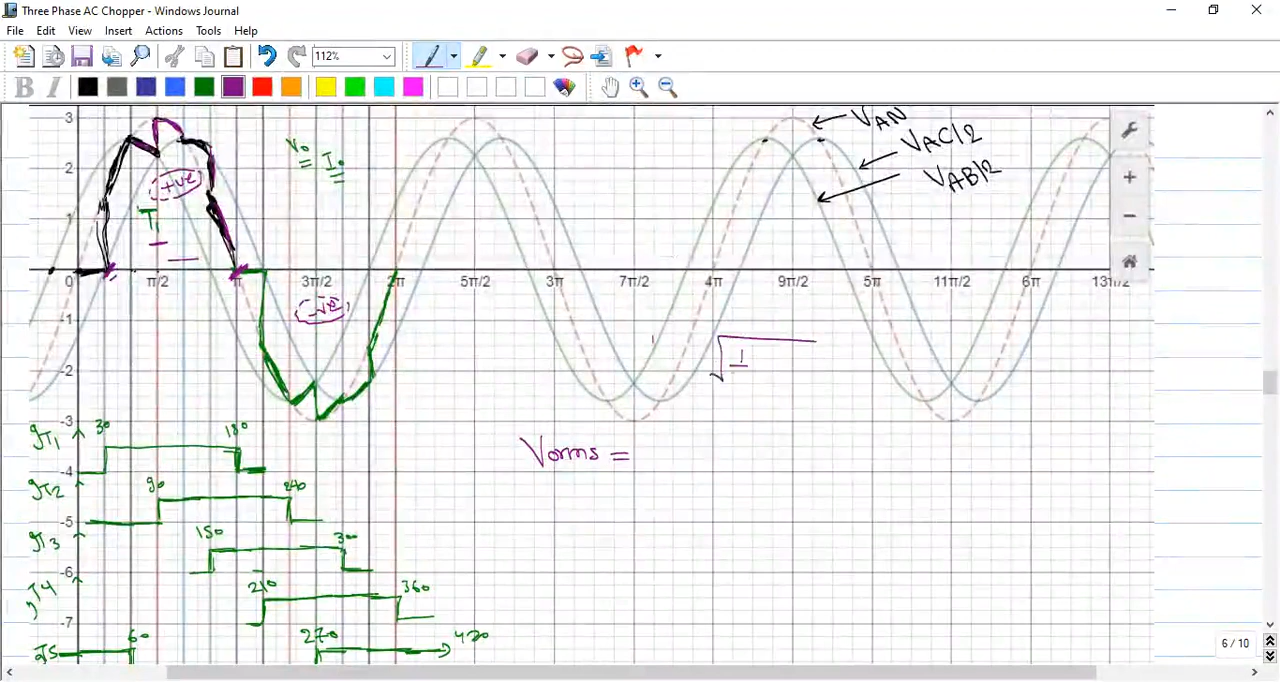 Three Phase AC Chopper - Windows Journal
File Edit View Insert Actions Tools Help
112%
B I
3
2
1
0 π/2 π 3π/2 2π 5π/2 3π 7π/2 4π 9π/2 5π 11π/2 6π 13π/2
-1
-2
-3
-4
-5
-6
-7
VAN
VAC/2
VAB/2
+ve
T1
Vo = Io
-ve
√1
Vorms =
gT1 30 180
gT2 90 240
gT3 150 300
T4 210 360
60 270 420
6 / 10